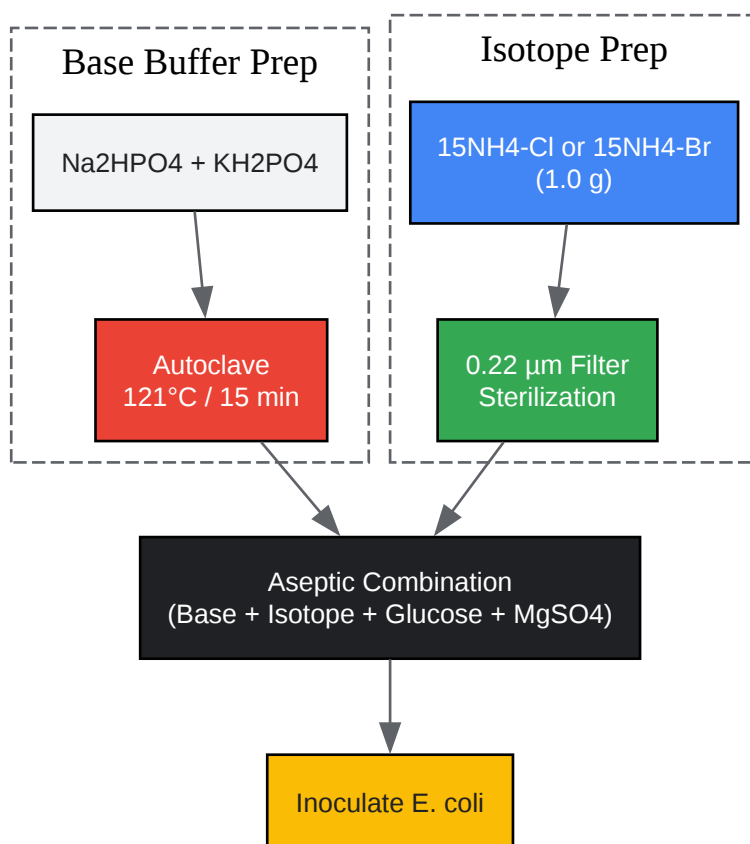 Base Buffer Prep
Na2HPO4 + KH2PO4
Autoclave
121°C / 15 min
Isotope Prep
15NH4-Cl or 15NH4-Br
(1.0 g)
0.22 µm Filter
Sterilization
Aseptic Combination
(Base + Isotope + Glucose + MgSO4)
Inoculate E. coli